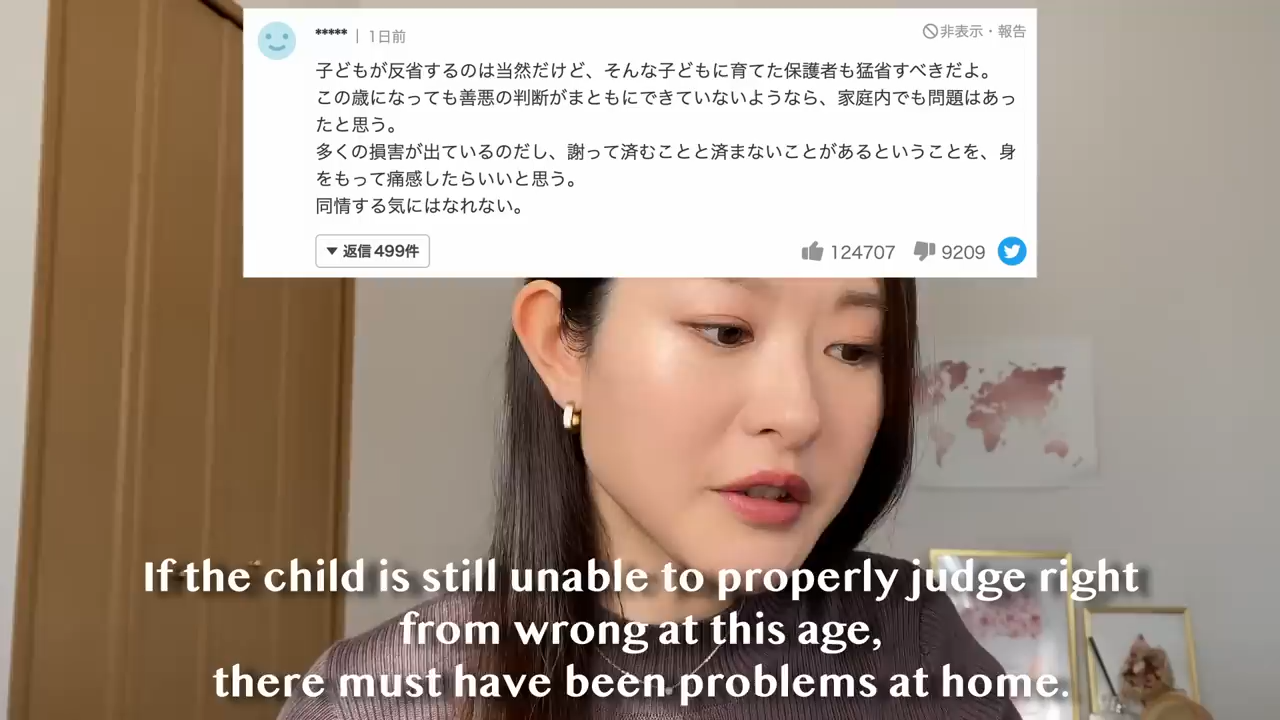 ***** | 1日前
非表示・報告
子どもが反省するのは当然だけど、そんな子どもに育てた保護者も猛省すべきだよ。
この歳になっても善悪の判断がまともにできていないようなら、家庭内でも問題はあっ
たと思う。
多くの損害が出ているのだし、謝って済むことと済まないことがあるということを、身
をもって痛感したらいいと思う。
同情する気にはなれない。
返信499件
124707
9209
If the child is still unable to properly judge right
from wrong at this age,
there must have been problems at home.